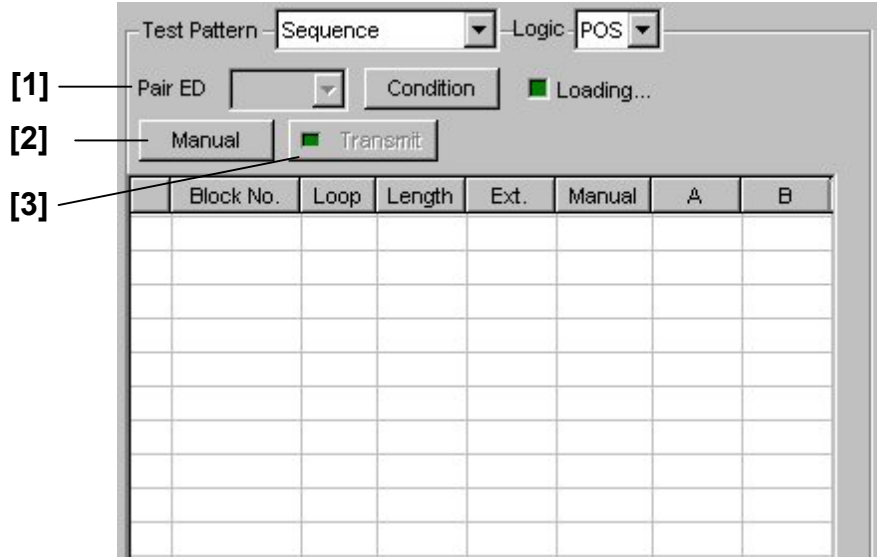 Test Pattern Sequence Logic POS
[1] Pair ED Condition Loading...
[2] Manual Transmit
[3] Block No. Loop Length Ext. Manual A B